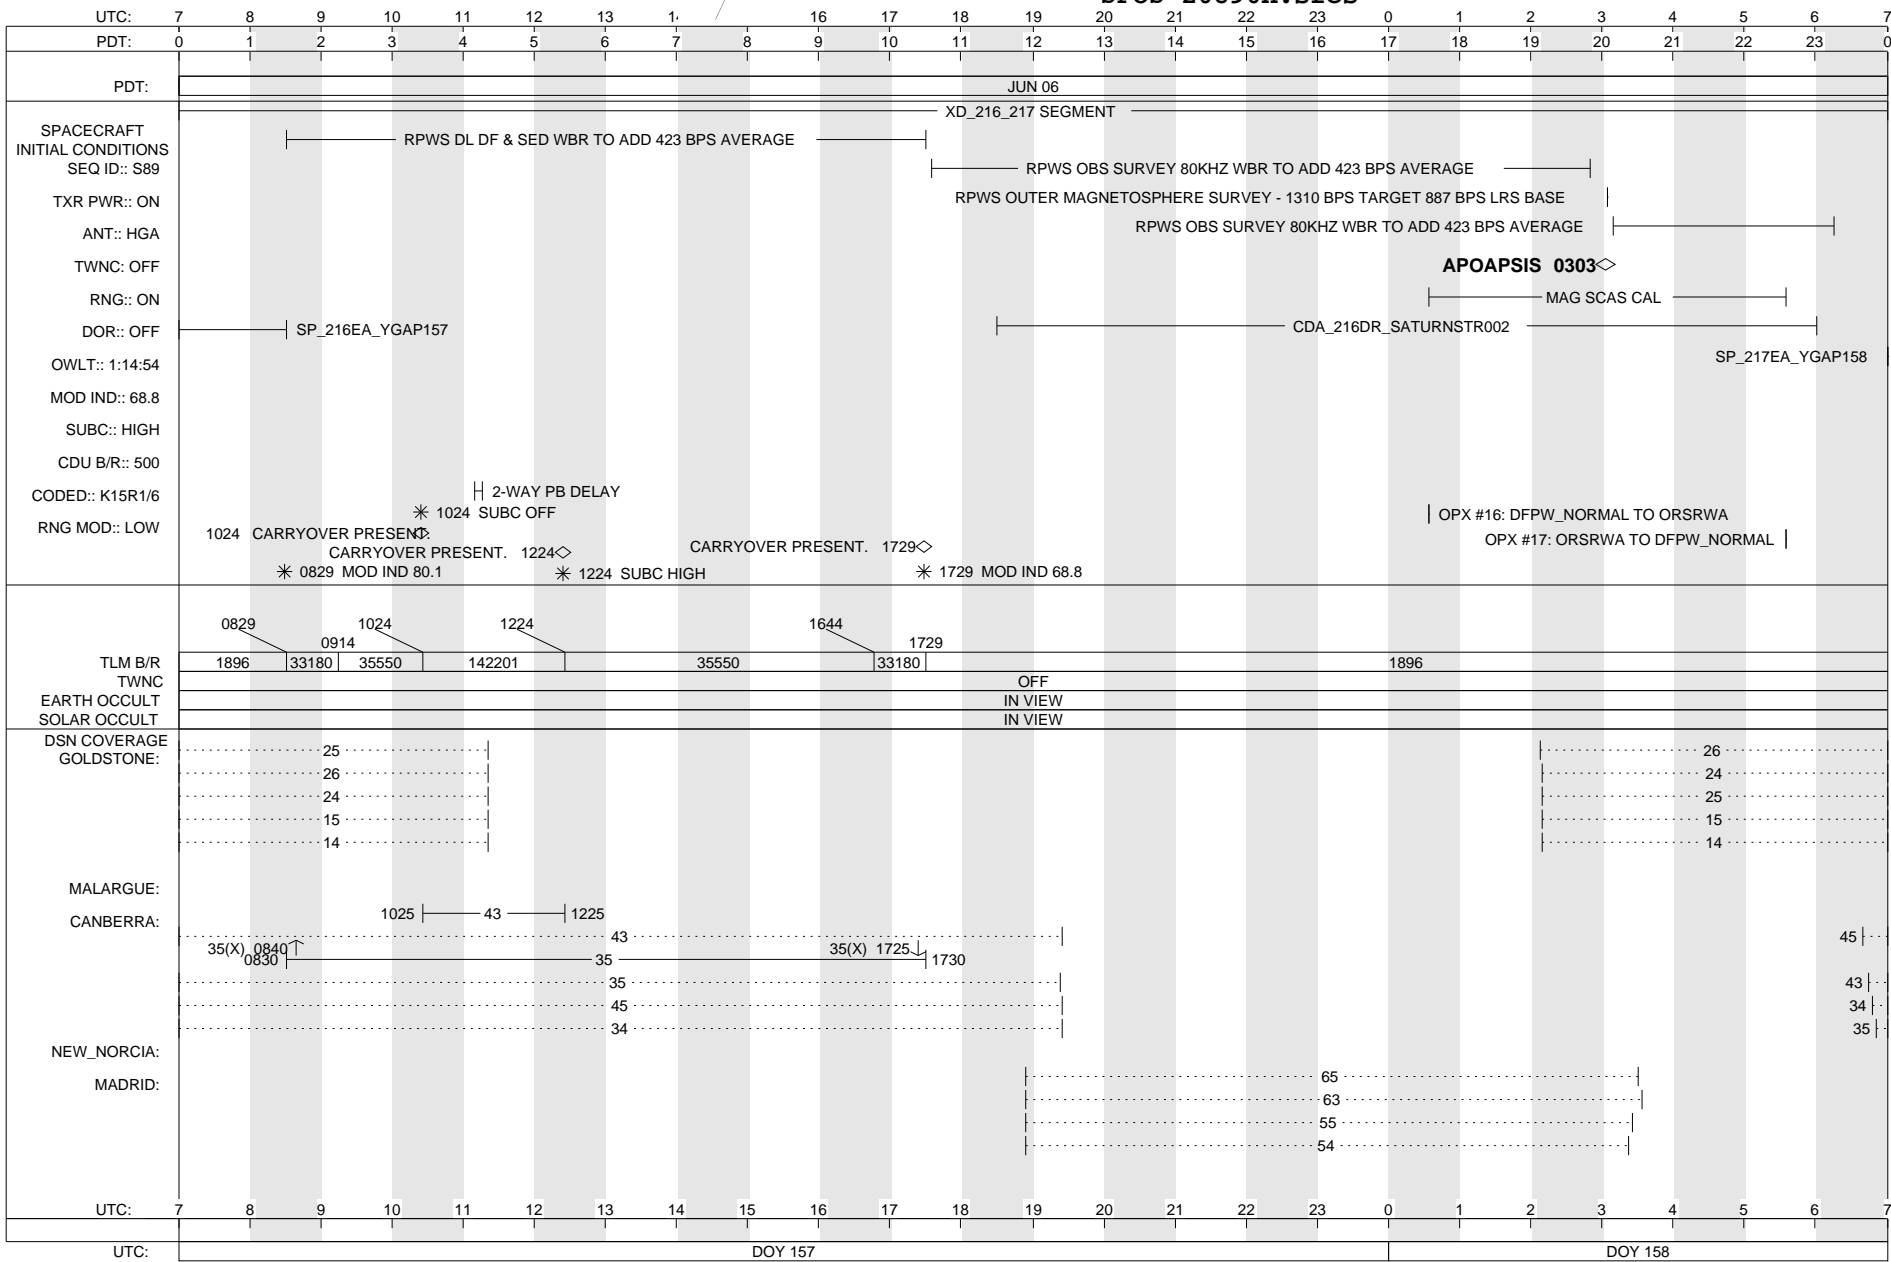 UTC: 7 8 9 10 11 12 13 16 17 18 19 20 21 22 23 0 1 2 3 4 5 6 7
PDT: 0 1 2 3 4 5 6 7 8 9 10 11 12 13 14 15 16 17 18 19 20 21 22 23 0
PDT: JUN 06
XD_216_217 SEGMENT
SPACECRAFT
INITIAL CONDITIONS
RPWS DL DF & SED WBR TO ADD 423 BPS AVERAGE
SEQ ID:: S89
RPWS OBS SURVEY 80KHZ WBR TO ADD 423 BPS AVERAGE
TXR PWR:: ON
RPWS OUTER MAGNETOSPHERE SURVEY - 1310 BPS TARGET 887 BPS LRS BASE
ANT:: HGA
RPWS OBS SURVEY 80KHZ WBR TO ADD 423 BPS AVERAGE
TWNC: OFF
APOAPSIS 0303
RNG:: ON
MAG SCAS CAL
DOR:: OFF
SP_216EA_YGAP157
CDA_216DR_SATURNSTR002
OWLT:: 1:14:54
SP_217EA_YGAP158
MOD IND:: 68.8
SUBC:: HIGH
CDU B/R:: 500
CODED:: K15R1/6
2-WAY PB DELAY
1024 SUBC OFF
OPX #16: DFPW_NORMAL TO ORSRWA
RNG MOD:: LOW
1024 CARRYOVER PRESENT.
OPX #17: ORSRWA TO DFPW_NORMAL
CARRYOVER PRESENT. 1224
CARRYOVER PRESENT. 1729
0829 MOD IND 80.1
1224 SUBC HIGH
1729 MOD IND 68.8
0829 1024 1224 1644
0914 1729
TLM B/R 1896 33180 35550 142201 35550 33180 1896
TWNC OFF
EARTH OCCULT IN VIEW
SOLAR OCCULT IN VIEW
DSN COVERAGE
GOLDSTONE:
25 26
26 24
24 25
15 15
14 14
MALARGUE:
CANBERRA:
1025 43 1225
43 45
35(X) 0840 35(X) 1725
0830 35 1730
35 43
45 34
34 35
NEW_NORCIA:
MADRID:
65
63
55
54
UTC: 7 8 9 10 11 12 13 14 15 16 17 18 19 20 21 22 23 0 1 2 3 4 5 6 7
UTC: DOY 157 DOY 158